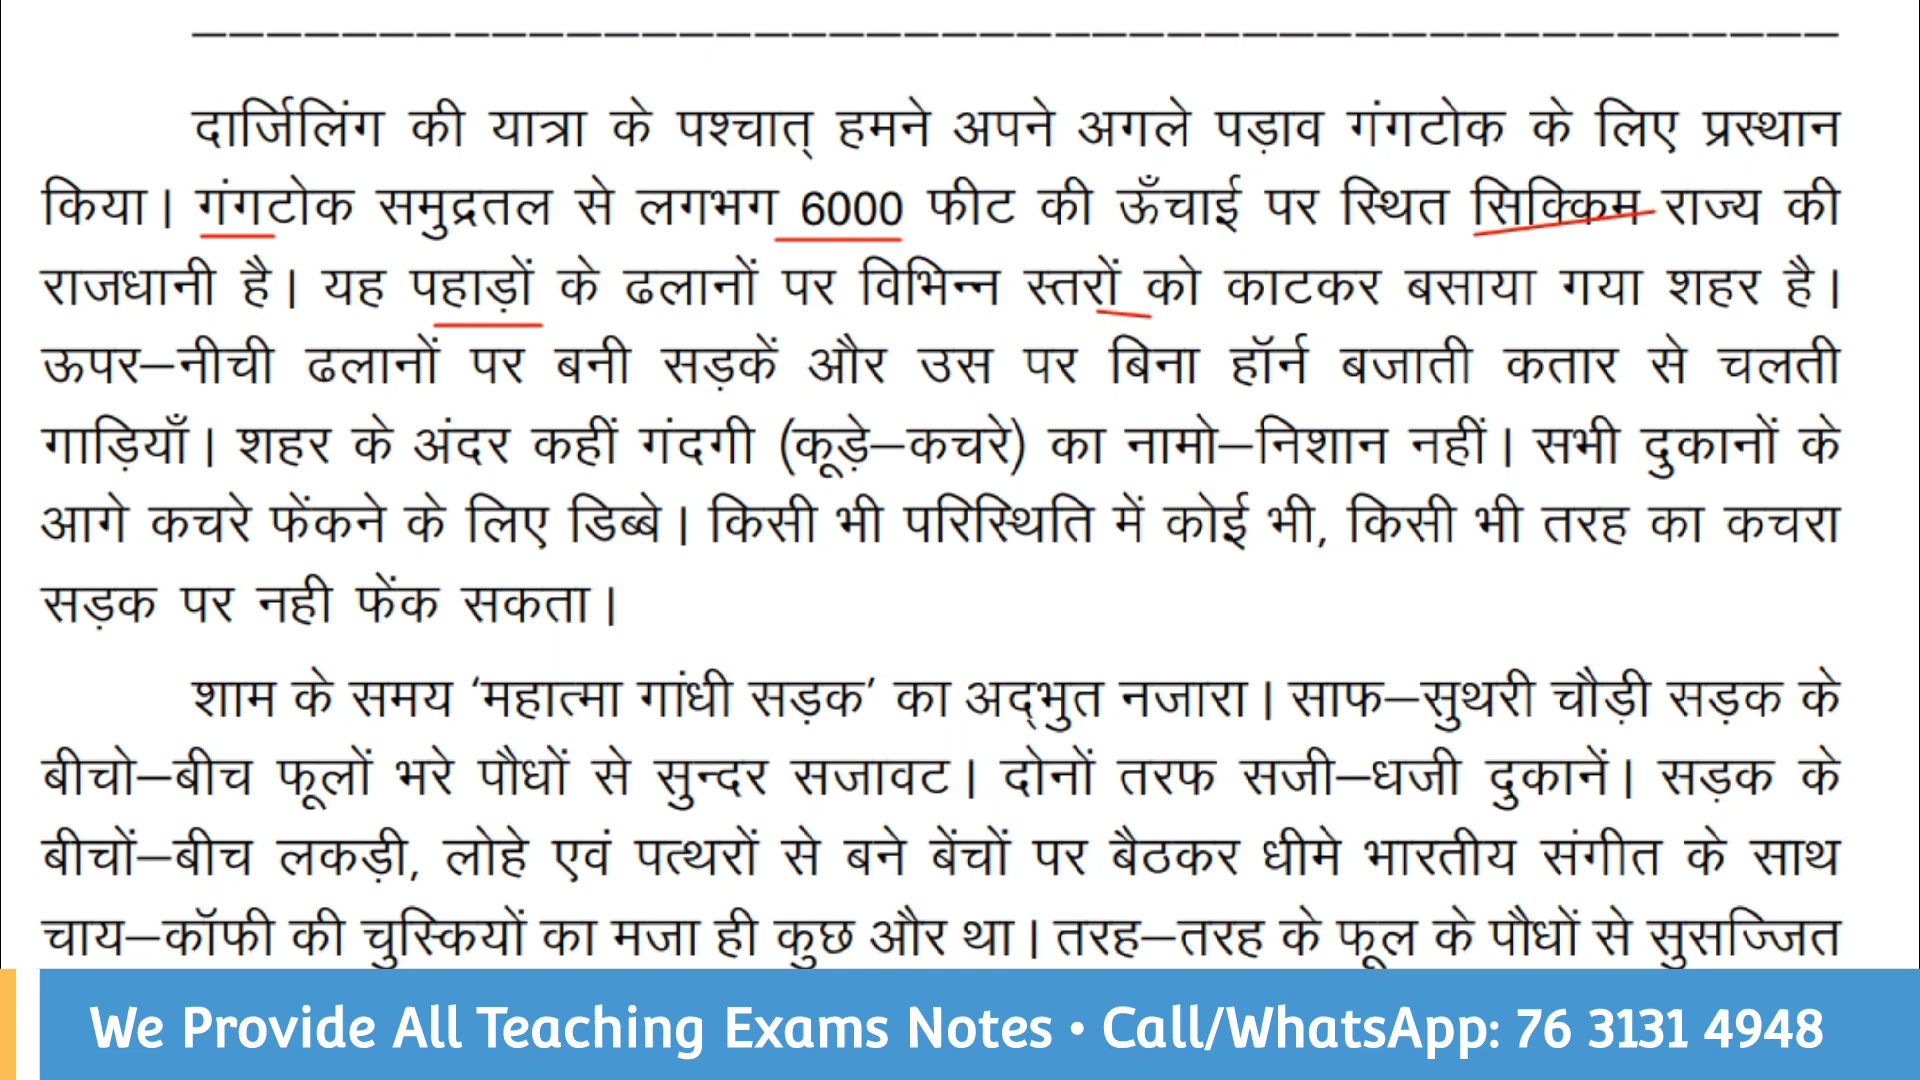 दार्जिलिंग की यात्रा के पश्चात् हमने अपने अगले पड़ाव गंगटोक के लिए प्रस्थान
किया। गंगटोक समुद्रतल से लगभग 6000 फीट की ऊँचाई पर स्थित सिक्किम राज्य की
राजधानी है। यह पहाड़ों के ढलानों पर विभिन्न स्तरों को काटकर बसाया गया शहर है।
ऊपर–नीची ढलानों पर बनी सड़कें और उस पर बिना हॉर्न बजाती कतार से चलती
गाड़ियाँ। शहर के अंदर कहीं गंदगी (कूड़े–कचरे) का नामो–निशान नहीं। सभी दुकानों के
आगे कचरे फेंकने के लिए डिब्बे। किसी भी परिस्थिति में कोई भी, किसी भी तरह का कचरा
सड़क पर नही फेंक सकता।
शाम के समय ‘महात्मा गांधी सड़क’ का अद्‌भुत नजारा। साफ–सुथरी चौड़ी सड़क के
बीचो–बीच फूलों भरे पौधों से सुन्दर सजावट। दोनों तरफ सजी–धजी दुकानें। सड़क के
बीचों–बीच लकड़ी, लोहे एवं पत्थरों से बने बेंचों पर बैठकर धीमे भारतीय संगीत के साथ
चाय–कॉफी की चुस्कियों का मजा ही कुछ और था। तरह–तरह के फूल के पौधों से सुसज्जित
We Provide All Teaching Exams Notes • Call/WhatsApp: 76 3131 4948